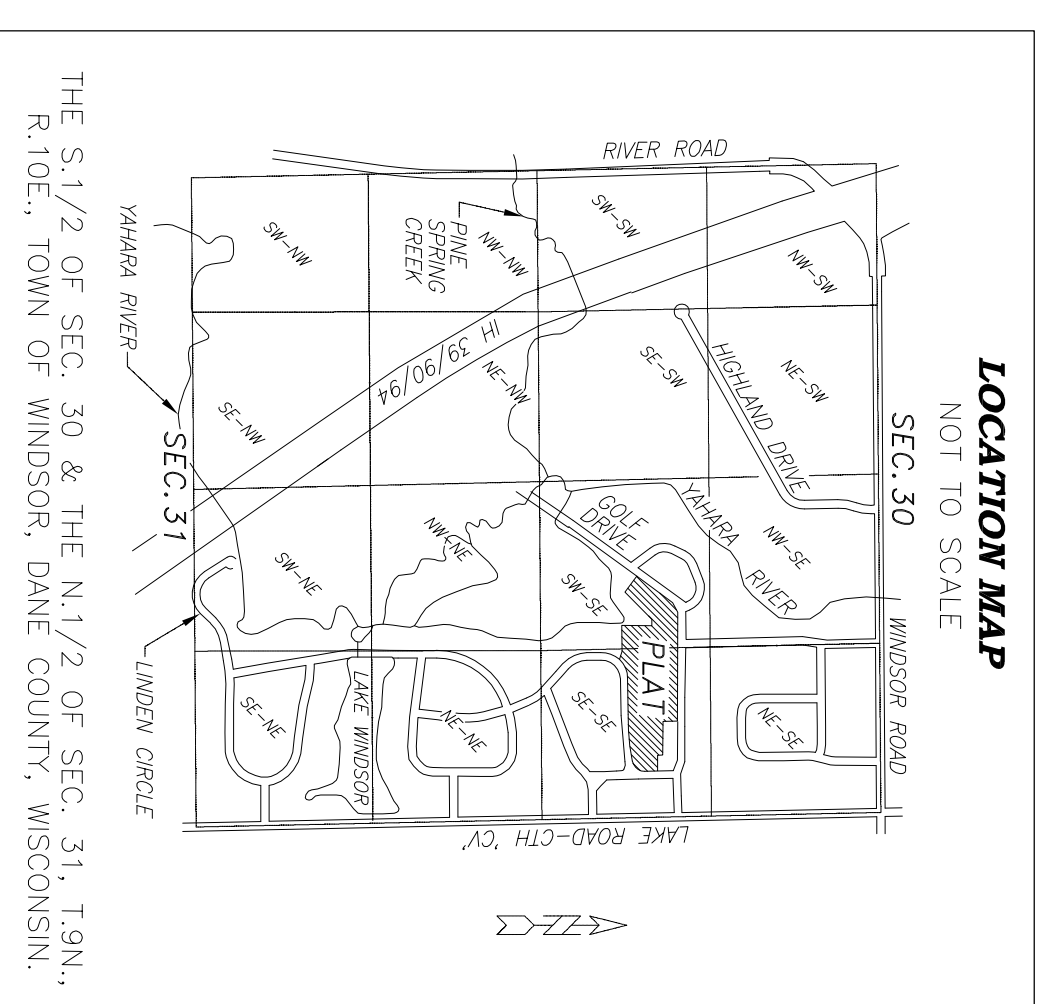 LOCATION MAP
NOT TO SCALE
SEC. 30
WINDSOR ROAD
RIVER ROAD
NW-SW
NE-SW
NW-SE
NE-SE
HIGHLAND DRIVE
YAHARA
RIVER
SW-SW
SE-SW
GOLF
DRIVE
SW-SE
PLAT
SE-SE
PINE
SPRING
CREEK
NW-NW
NE-NW
IH 39/90/94
NW-NE
NE-NE
LAKE ROAD-CTH 'CV'
SW-NW
SE-NW
SW-NE
LAKE WINDSOR
SE-NE
YAHARA RIVER
SEC. 31
LINDEN CIRCLE
THE S.1/2 OF SEC. 30 & THE N.1/2 OF SEC. 31, T.9N.,
R.10E., TOWN OF WINDSOR, DANE COUNTY, WISCONSIN.